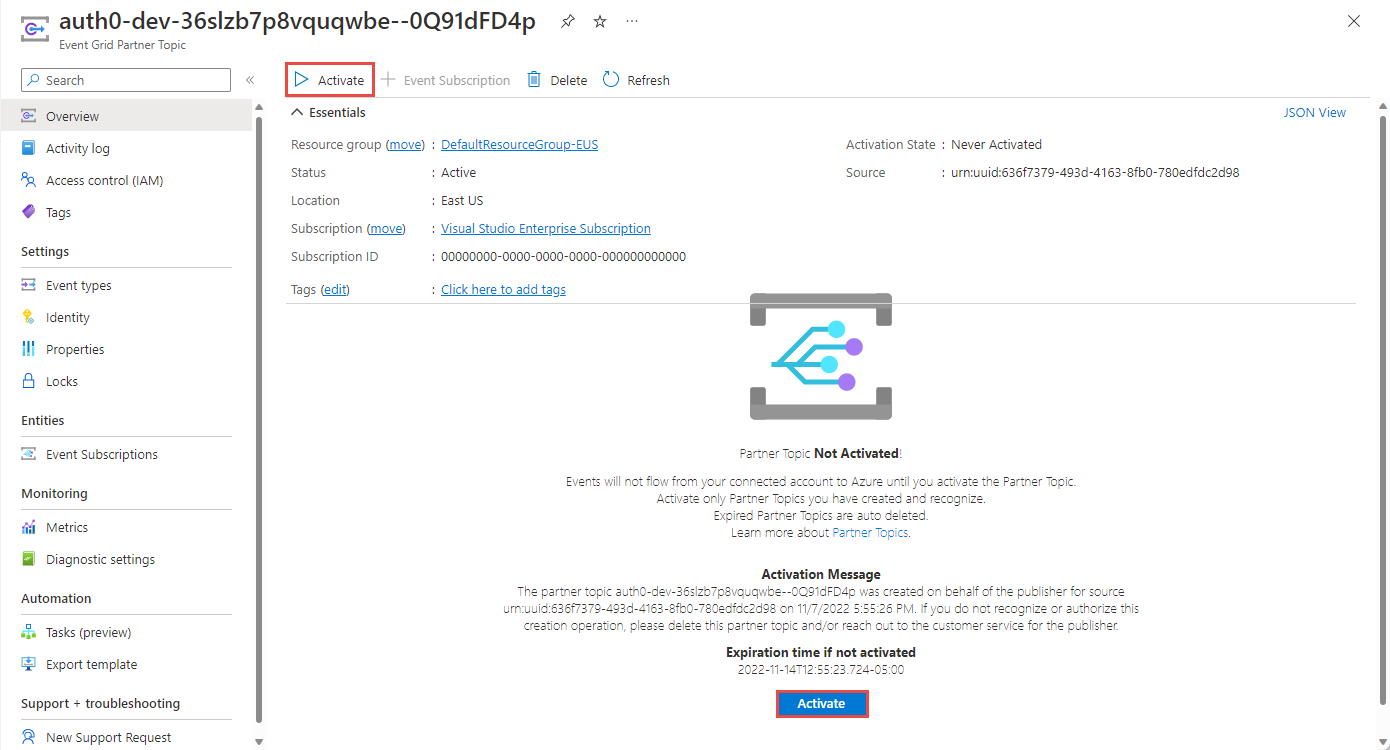 auth0-dev-36slzb7p8vquqwbe--0Q91dFD4p
Event Grid Partner Topic
Search
Overview
Activity log
Access control (IAM)
Tags
Settings
Event types
Identity
Properties
Locks
Entities
Event Subscriptions
Monitoring
Metrics
Diagnostic settings
Automation
Tasks (preview)
Export template
Support + troubleshooting
New Support Request
Activate
Event Subscription
Delete
Refresh
Essentials
JSON View
Resource group (move) : DefaultResourceGroup-EUS
Status : Active
Location : East US
Subscription (move) : Visual Studio Enterprise Subscription
Subscription ID : 00000000-0000-0000-0000-000000000000
Tags (edit) : Click here to add tags
Activation State : Never Activated
Source : urn:uuid:636f7379-493d-4163-8fb0-780edfdc2d98
Partner Topic Not Activated!
Events will not flow from your connected account to Azure until you activate the Partner Topic.
Activate only Partner Topics you have created and recognize.
Expired Partner Topics are auto deleted.
Learn more about Partner Topics.
Activation Message
The partner topic auth0-dev-36slzb7p8vquqwbe--0Q91dFD4p was created on behalf of the publisher for source
urn:uuid:636f7379-493d-4163-8fb0-780edfdc2d98 on 11/7/2022 5:55:26 PM. If you do not recognize or authorize this
creation operation, please delete this partner topic and/or reach out to the customer service for the publisher.
Expiration time if not activated
2022-11-14T12:55:23.724-05:00
Activate